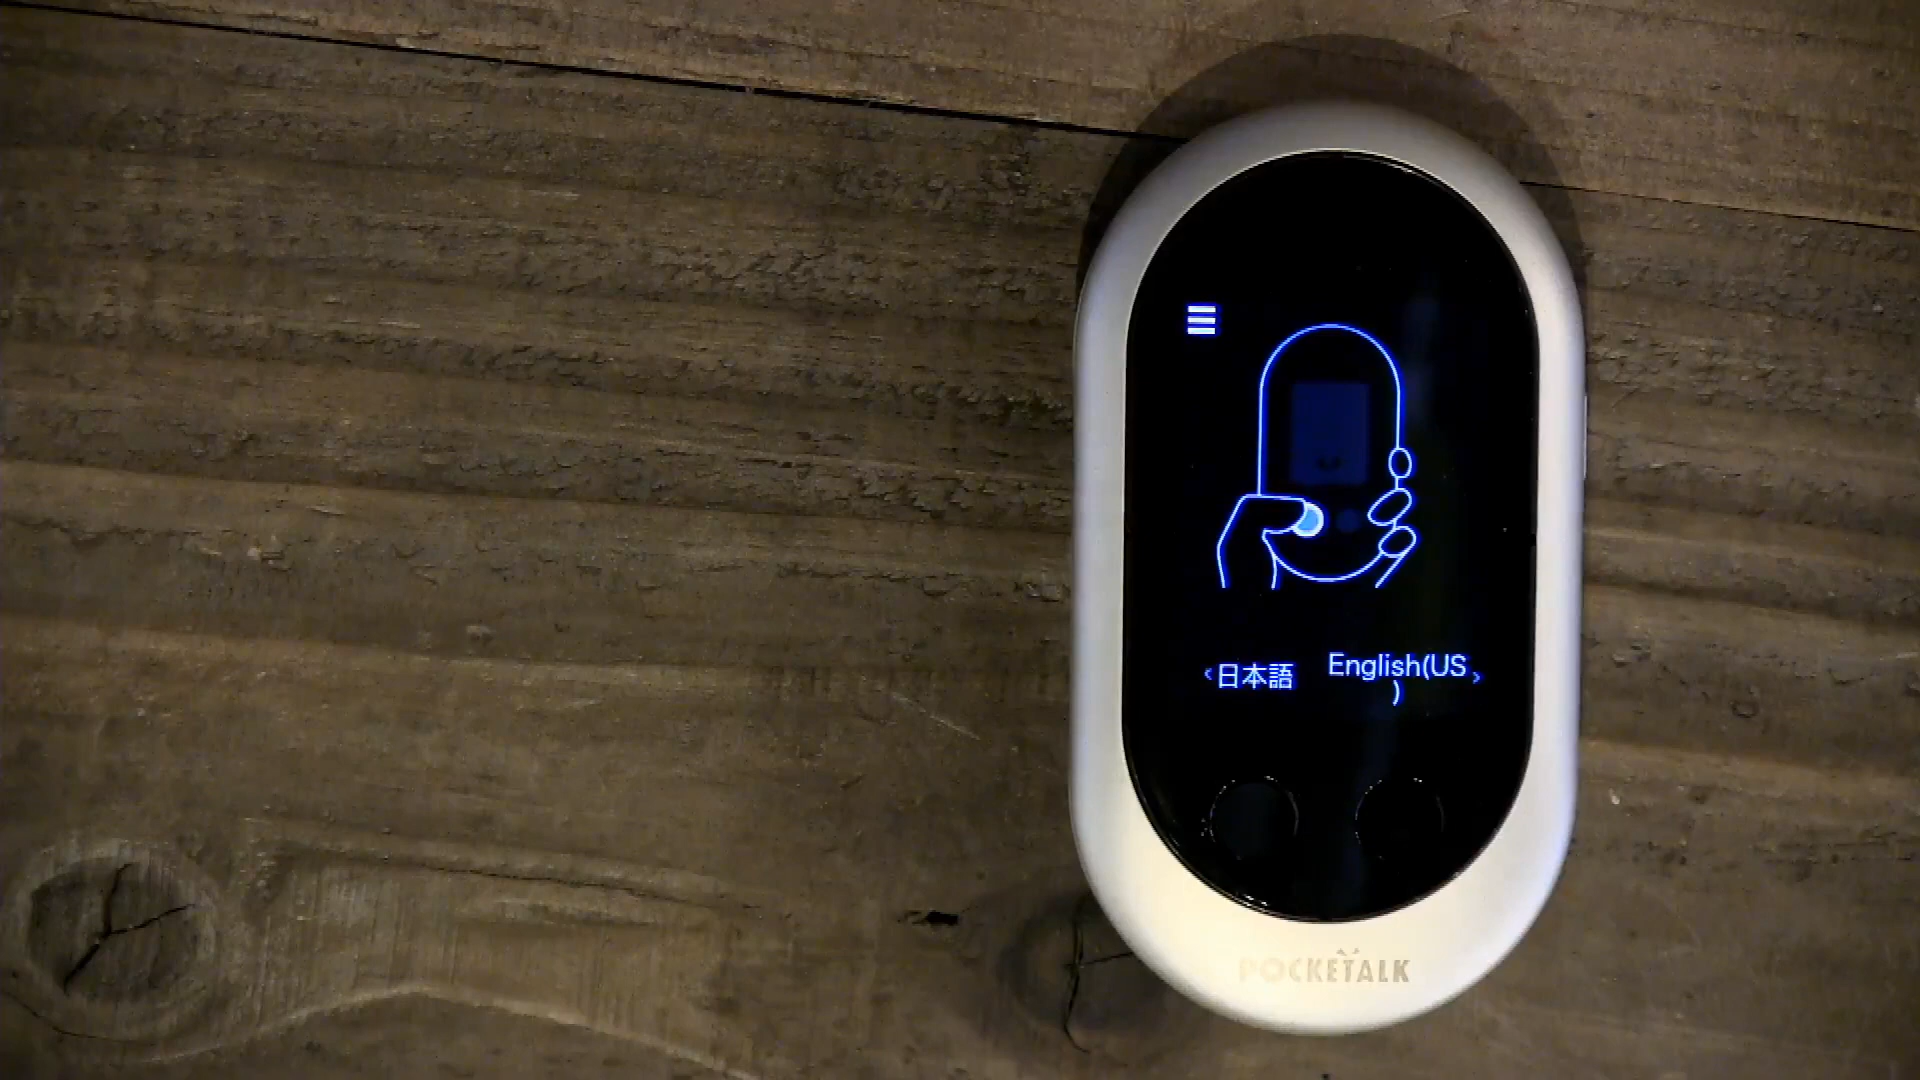 ‹日本語 English(US
)›
POCKETALK